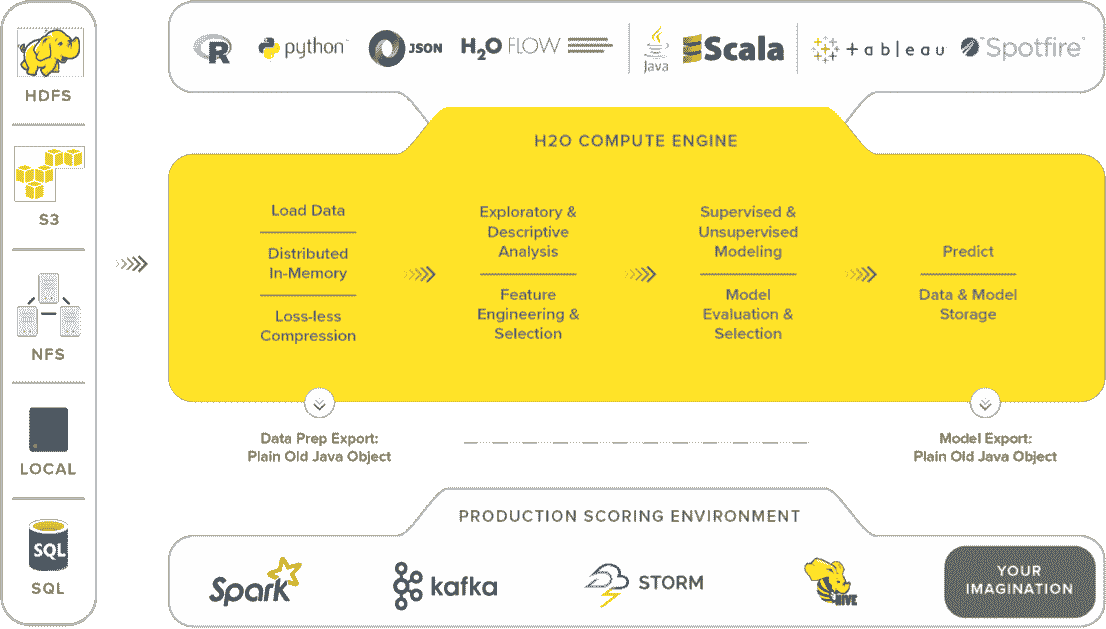 HDFS
S3
NFS
LOCAL
SQL
SQL
R
python™
JSON
H2O FLOW
Java
Scala
+ableau
Spotfire™
H2O COMPUTE ENGINE
Load Data
Distributed
In-Memory
Loss-less
Compression
Exploratory &
Descriptive
Analysis
Feature
Engineering &
Selection
Supervised &
Unsupervised
Modeling
Model
Evaluation &
Selection
Predict
Data & Model
Storage
Data Prep Export:
Plain Old Java Object
Model Export:
Plain Old Java Object
PRODUCTION SCORING ENVIRONMENT
Spark
kafka
STORM
HIVE
YOUR
IMAGINATION